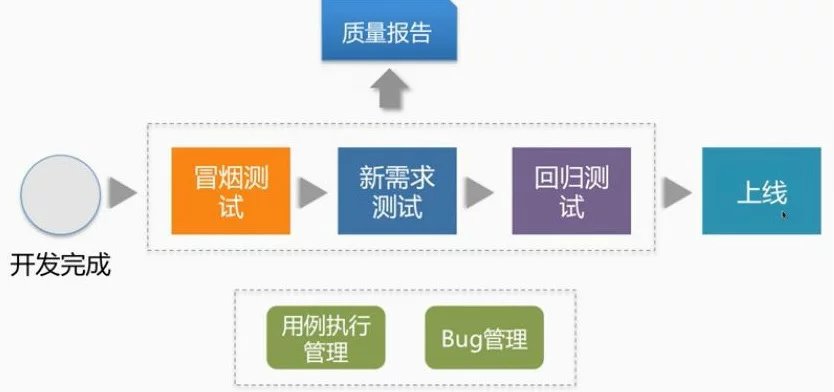 质量报告
冒烟测
试
新需求
测试
回归测
试
上线
开发完成
用例执行
管理
Bug管理